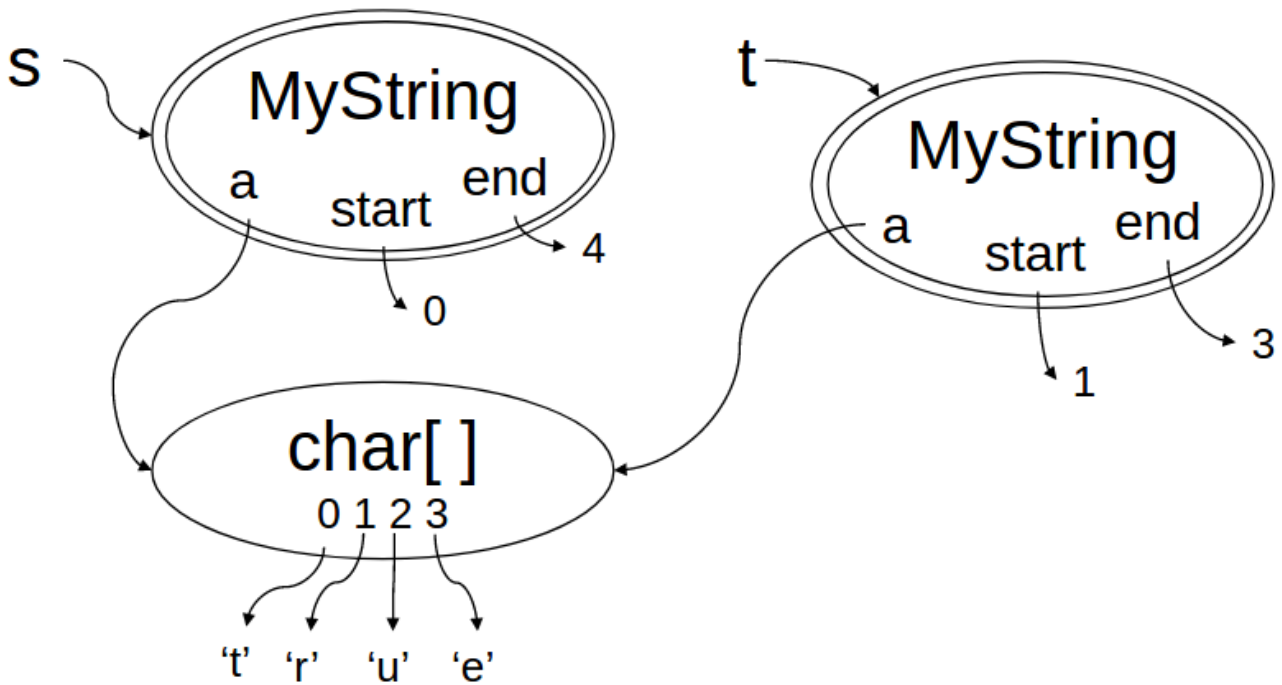 s
MyString
a start end
4
0
t
MyString
a start end
3
1
char[ ]
0 1 2 3
‘t’ ‘r’ ‘u’ ‘e’